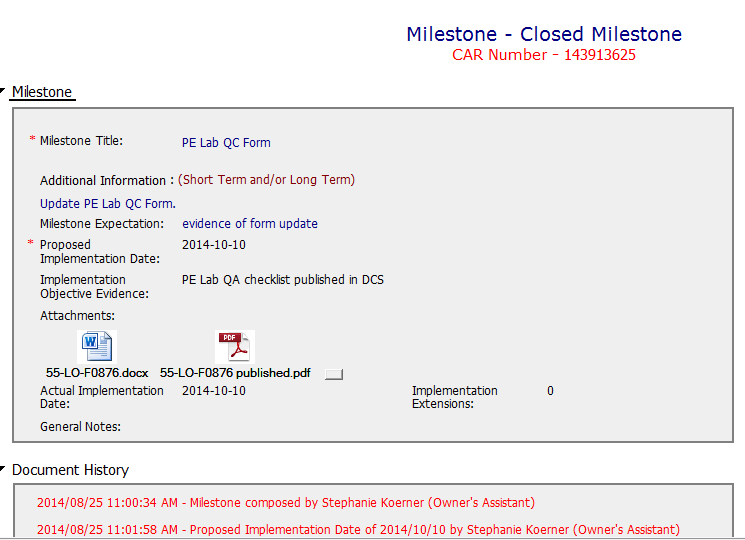 Milestone - Closed Milestone
CAR Number - 143913625
Milestone
* Milestone Title: PE Lab QC Form
Additional Information : (Short Term and/or Long Term)
Update PE Lab QC Form.
Milestone Expectation: evidence of form update
* Proposed Implementation Date: 2014-10-10
Implementation Objective Evidence: PE Lab QA checklist published in DCS
Attachments:
W PDF
55-LO-F0876.docx 55-LO-F0876 published.pdf
Actual Implementation Date: 2014-10-10 Implementation Extensions: 0
General Notes:
Document History
2014/08/25 11:00:34 AM - Milestone composed by Stephanie Koerner (Owner's Assistant)
2014/08/25 11:01:58 AM - Proposed Implementation Date of 2014/10/10 by Stephanie Koerner (Owner's Assistant)